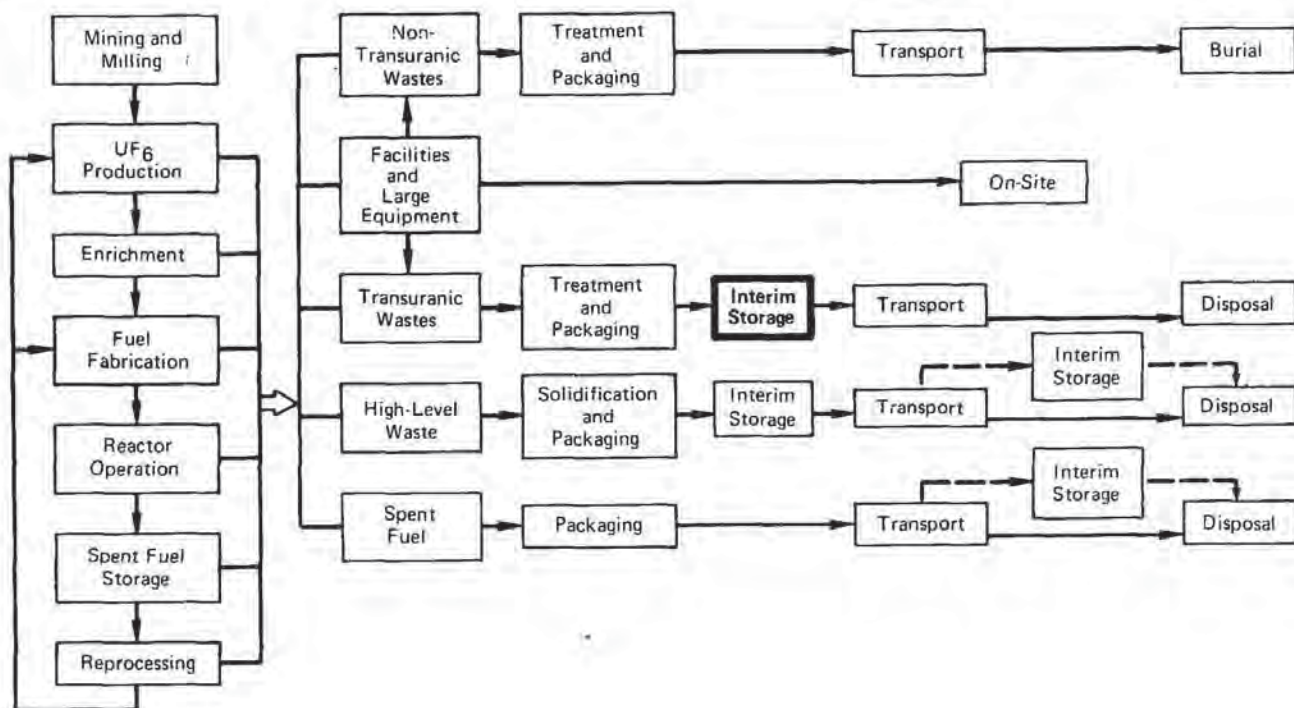 Mining and
Milling
UF6
Production
Enrichment
Fuel
Fabrication
Reactor
Operation
Spent Fuel
Storage
Reprocessing
Non-
Transuranic
Wastes
Treatment
and
Packaging
Transport
Burial
Facilities
and
Large
Equipment
On-Site
Transuranic
Wastes
Treatment
and
Packaging
Interim
Storage
Transport
Disposal
High-Level
Waste
Solidification
and
Packaging
Interim
Storage
Transport
Interim
Storage
Disposal
Spent
Fuel
Packaging
Transport
Interim
Storage
Disposal